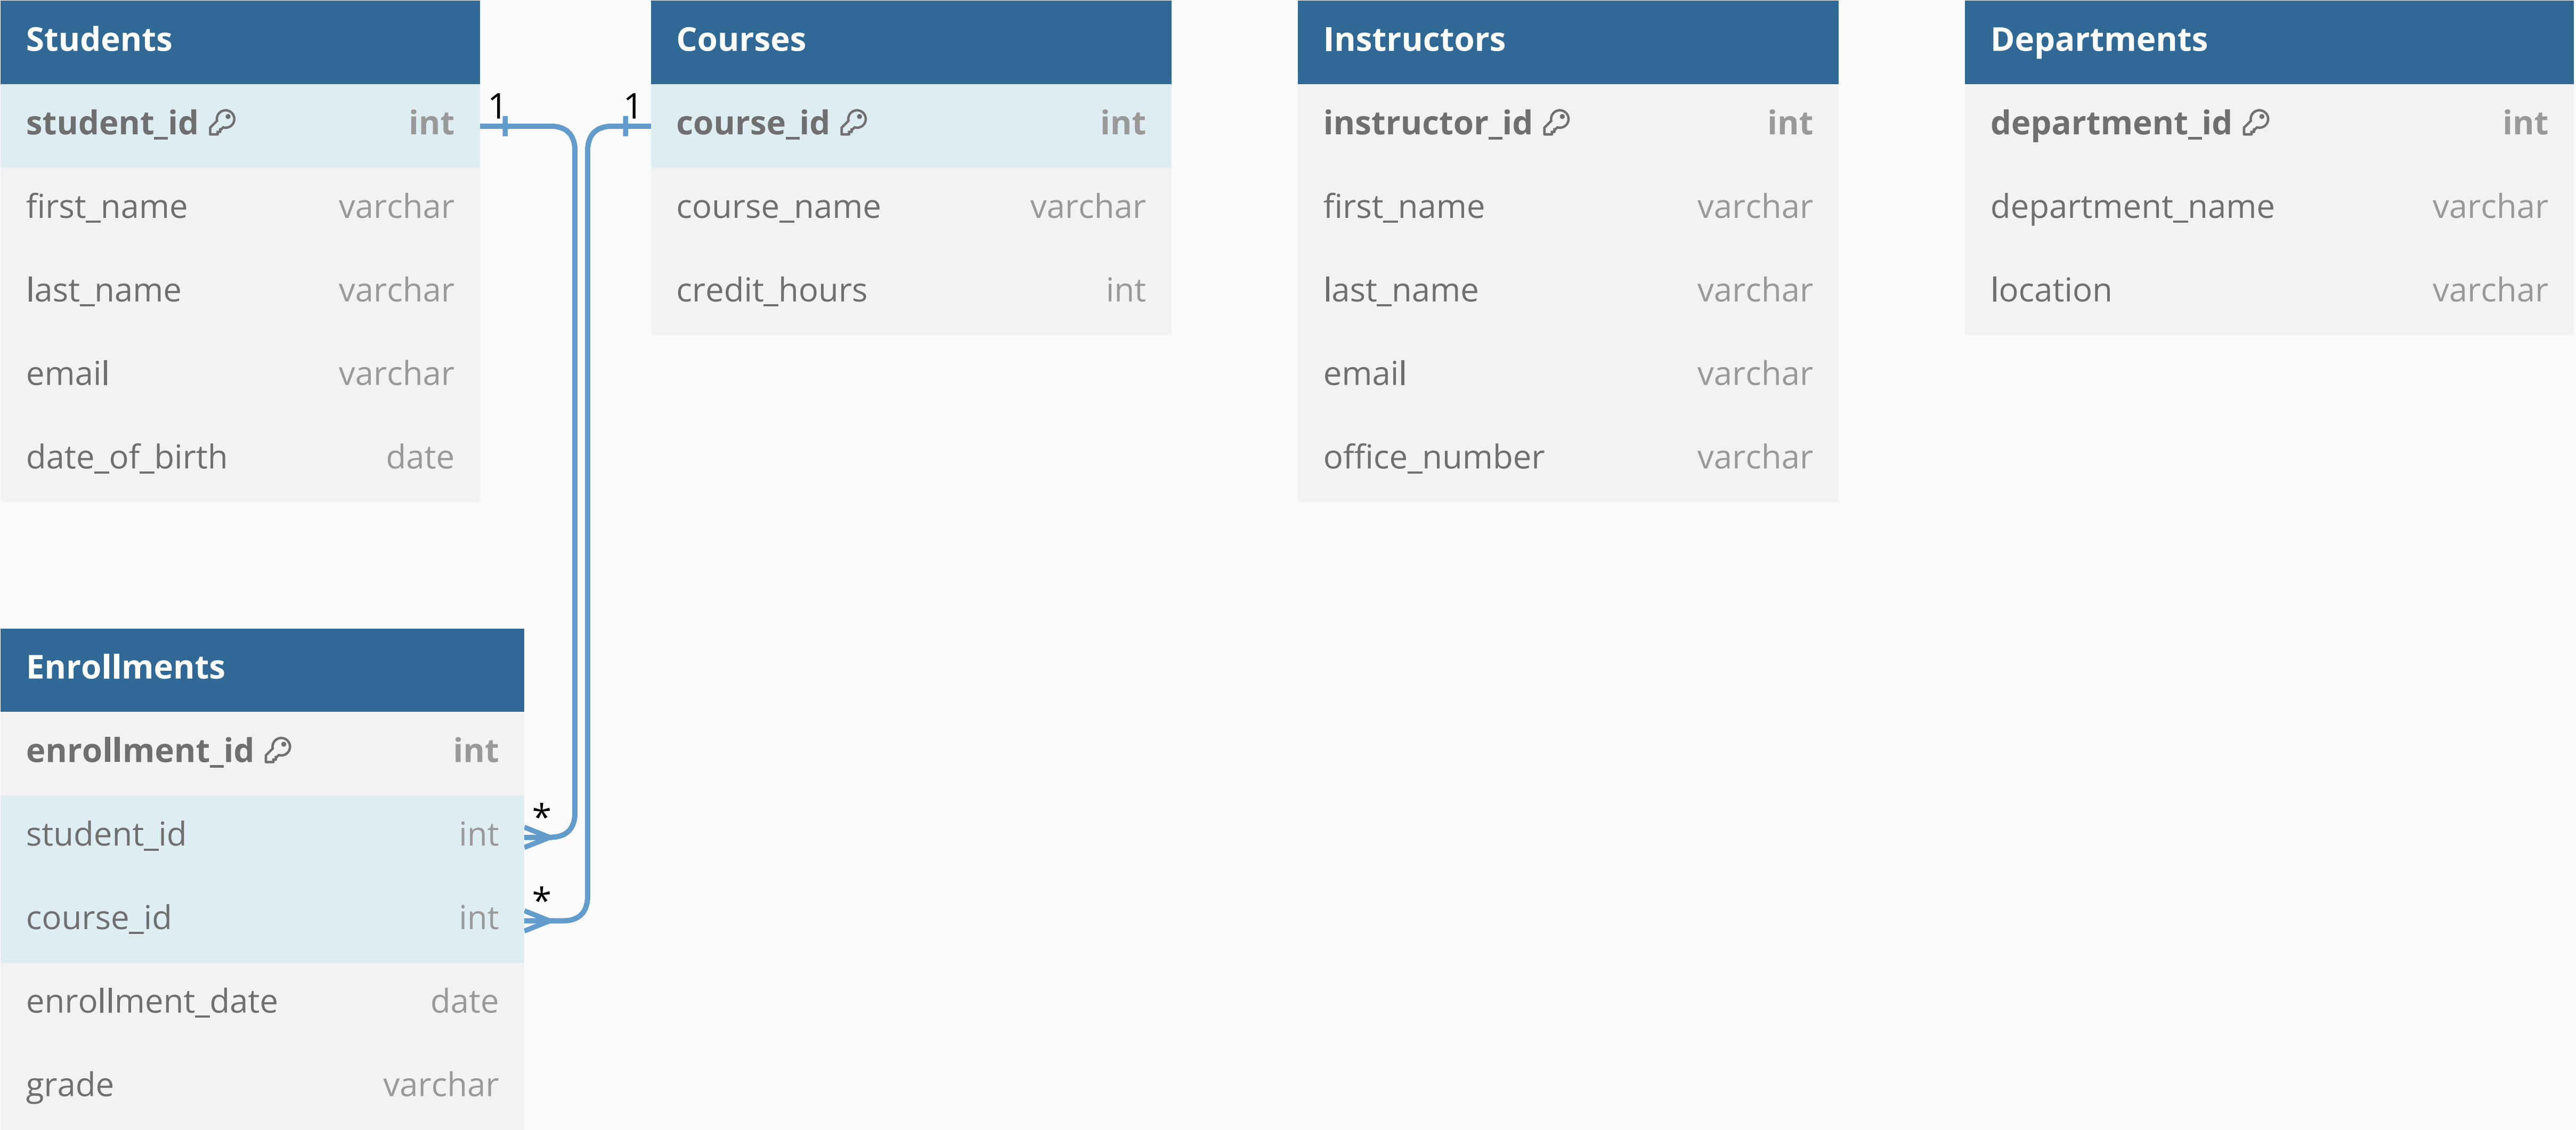 Students
student_id int
first_name varchar
last_name varchar
email varchar
date_of_birth date
1
1
Courses
course_id int
course_name varchar
credit_hours int
Instructors
instructor_id int
first_name varchar
last_name varchar
email varchar
office_number varchar
Departments
department_id int
department_name varchar
location varchar
Enrollments
enrollment_id int
student_id int
*
course_id int
*
enrollment_date date
grade varchar